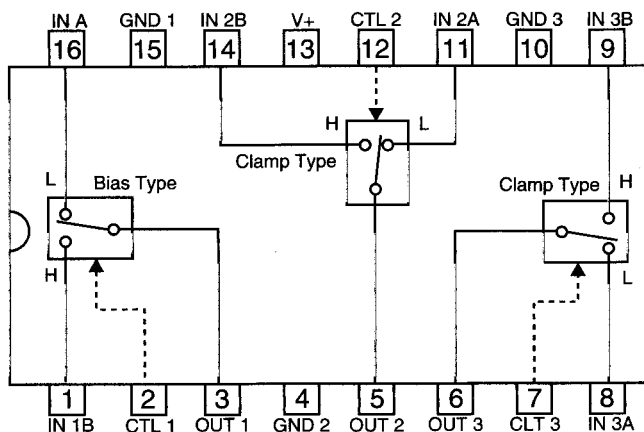 IN A GND 1 IN 2B V+ CTL 2 IN 2A GND 3 IN 3B
16 15 14 13 12 11 10 9
H L
Clamp Type
L Bias Type Clamp Type H
H L
1 2 3 4 5 6 7 8
IN 1B CTL 1 OUT 1 GND 2 OUT 2 OUT 3 CLT 3 IN 3A